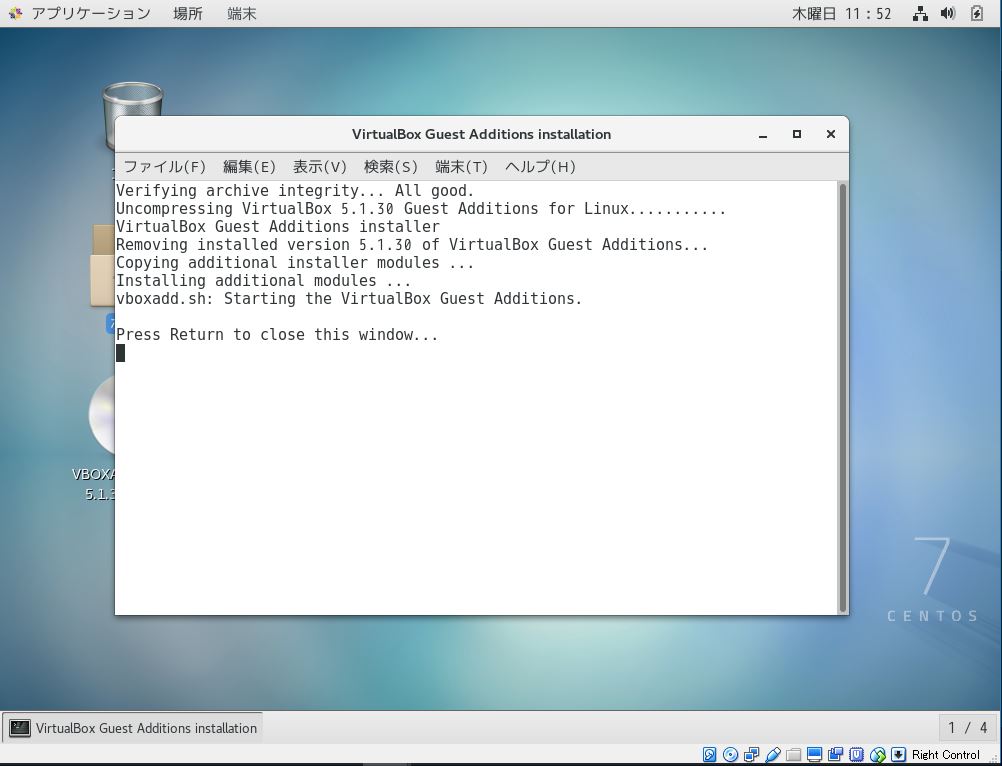 アプリケーション 場所 端末 木曜日 11：52
VirtualBox Guest Additions installation
ファイル(F) 編集(E) 表示(V) 検索(S) 端末(T) ヘルプ(H)
Verifying archive integrity... All good.
Uncompressing VirtualBox 5.1.30 Guest Additions for Linux...........
VirtualBox Guest Additions installer
Removing installed version 5.1.30 of VirtualBox Guest Additions...
Copying additional installer modules ...
Installing additional modules ...
vboxadd.sh: Starting the VirtualBox Guest Additions.
Press Return to close this window...
7
CENTOS
VirtualBox Guest Additions installation
1 / 4
Right Control